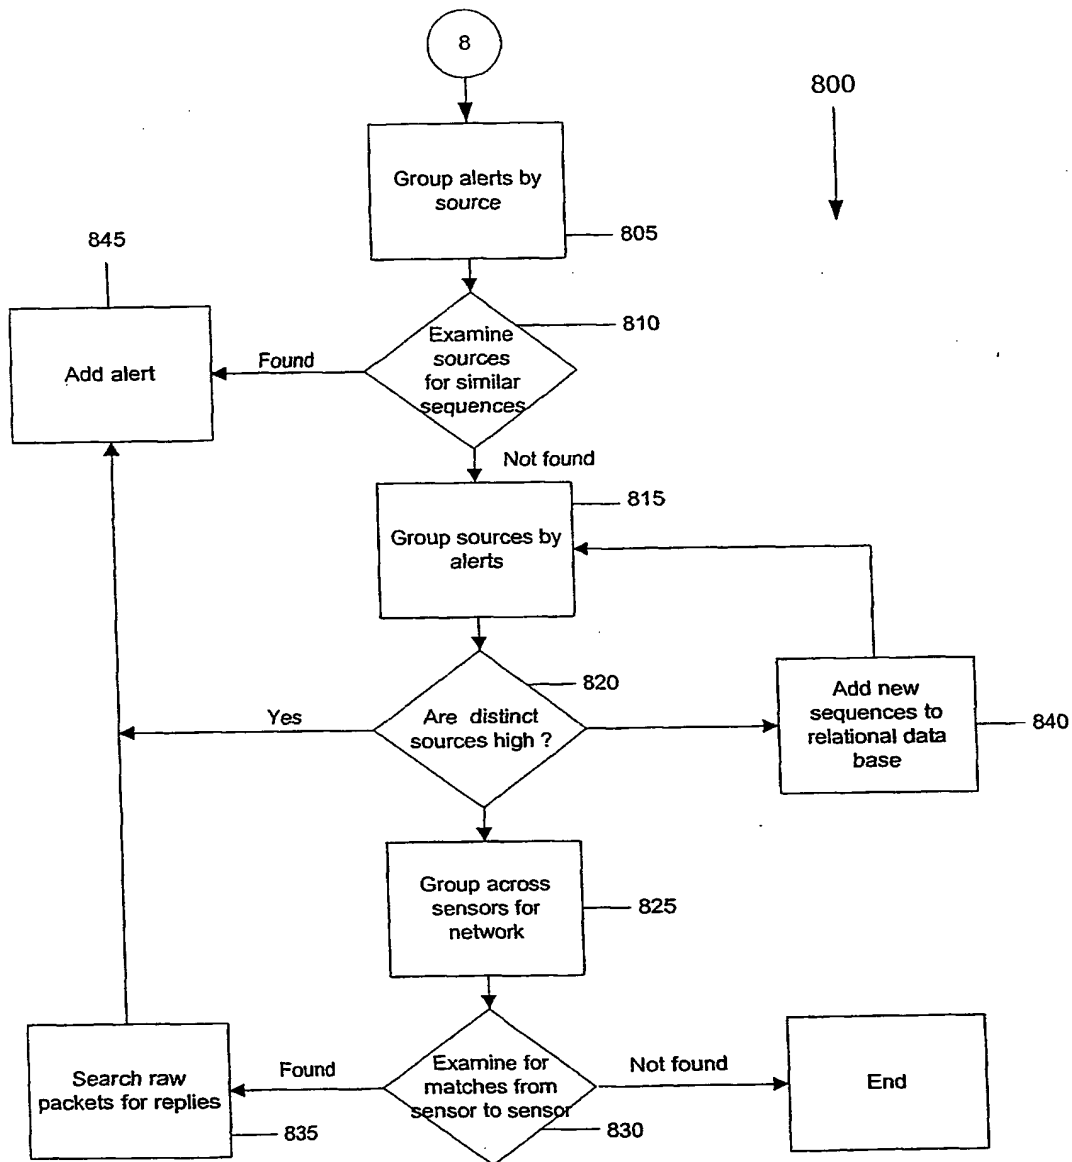 8
800
Group alerts by
source
805
845
810
Examine
sources
for similar
sequences
Found
Add alert
Not found
815
Group sources by
alerts
820
Are distinct
sources high ?
Yes
Add new
sequences to
relational data
base
840
Group across
sensors for
network
825
Examine for
matches from
sensor to sensor
830
Found
Not found
Search raw
packets for replies
835
End